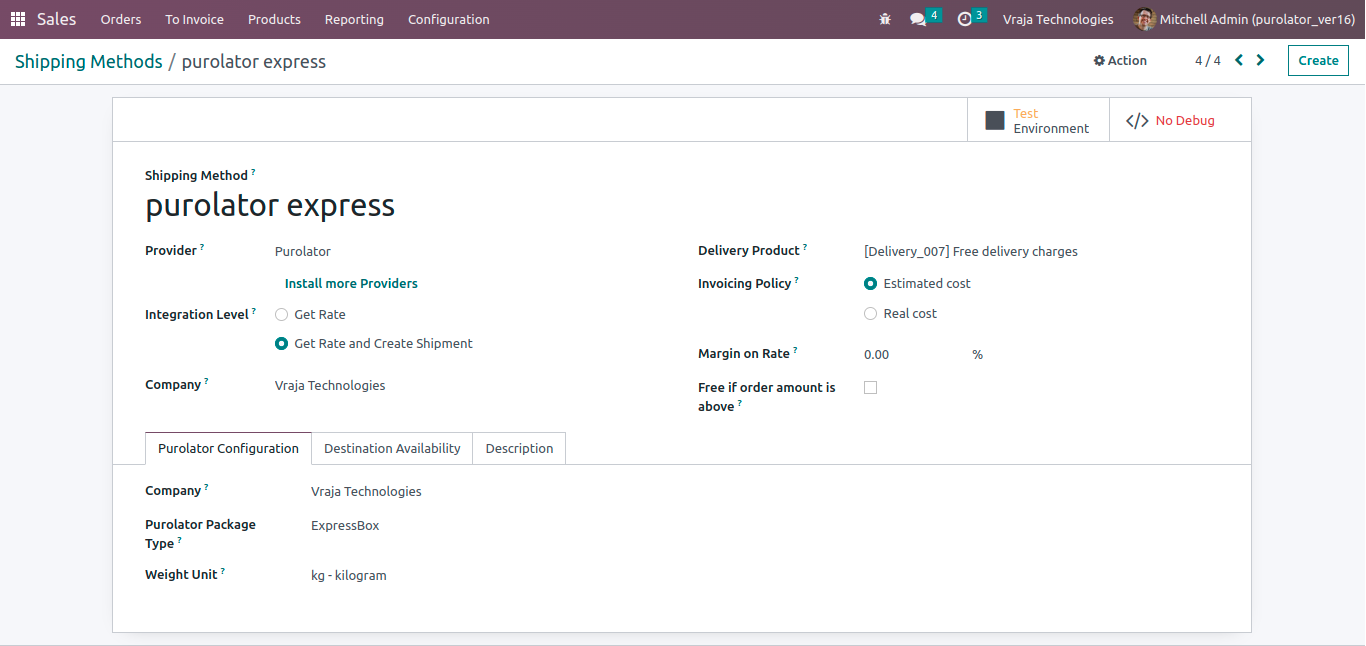 Sales Orders To Invoice Products Reporting Configuration 4 3 Vraja Technologies Mitchell Admin (purolator_ver16)
Shipping Methods / purolator express Action 4 / 4 Create
Test
Environment
</> No Debug
Shipping Method ?
purolator express
Provider ? Purolator
Install more Providers
Integration Level ? Get Rate
Get Rate and Create Shipment
Company ? Vraja Technologies
Delivery Product ? [Delivery_007] Free delivery charges
Invoicing Policy ? Estimated cost
Real cost
Margin on Rate ? 0.00 %
Free if order amount is
above ?
Purolator Configuration Destination Availability Description
Company ? Vraja Technologies
Purolator Package
Type ? ExpressBox
Weight Unit ? kg - kilogram